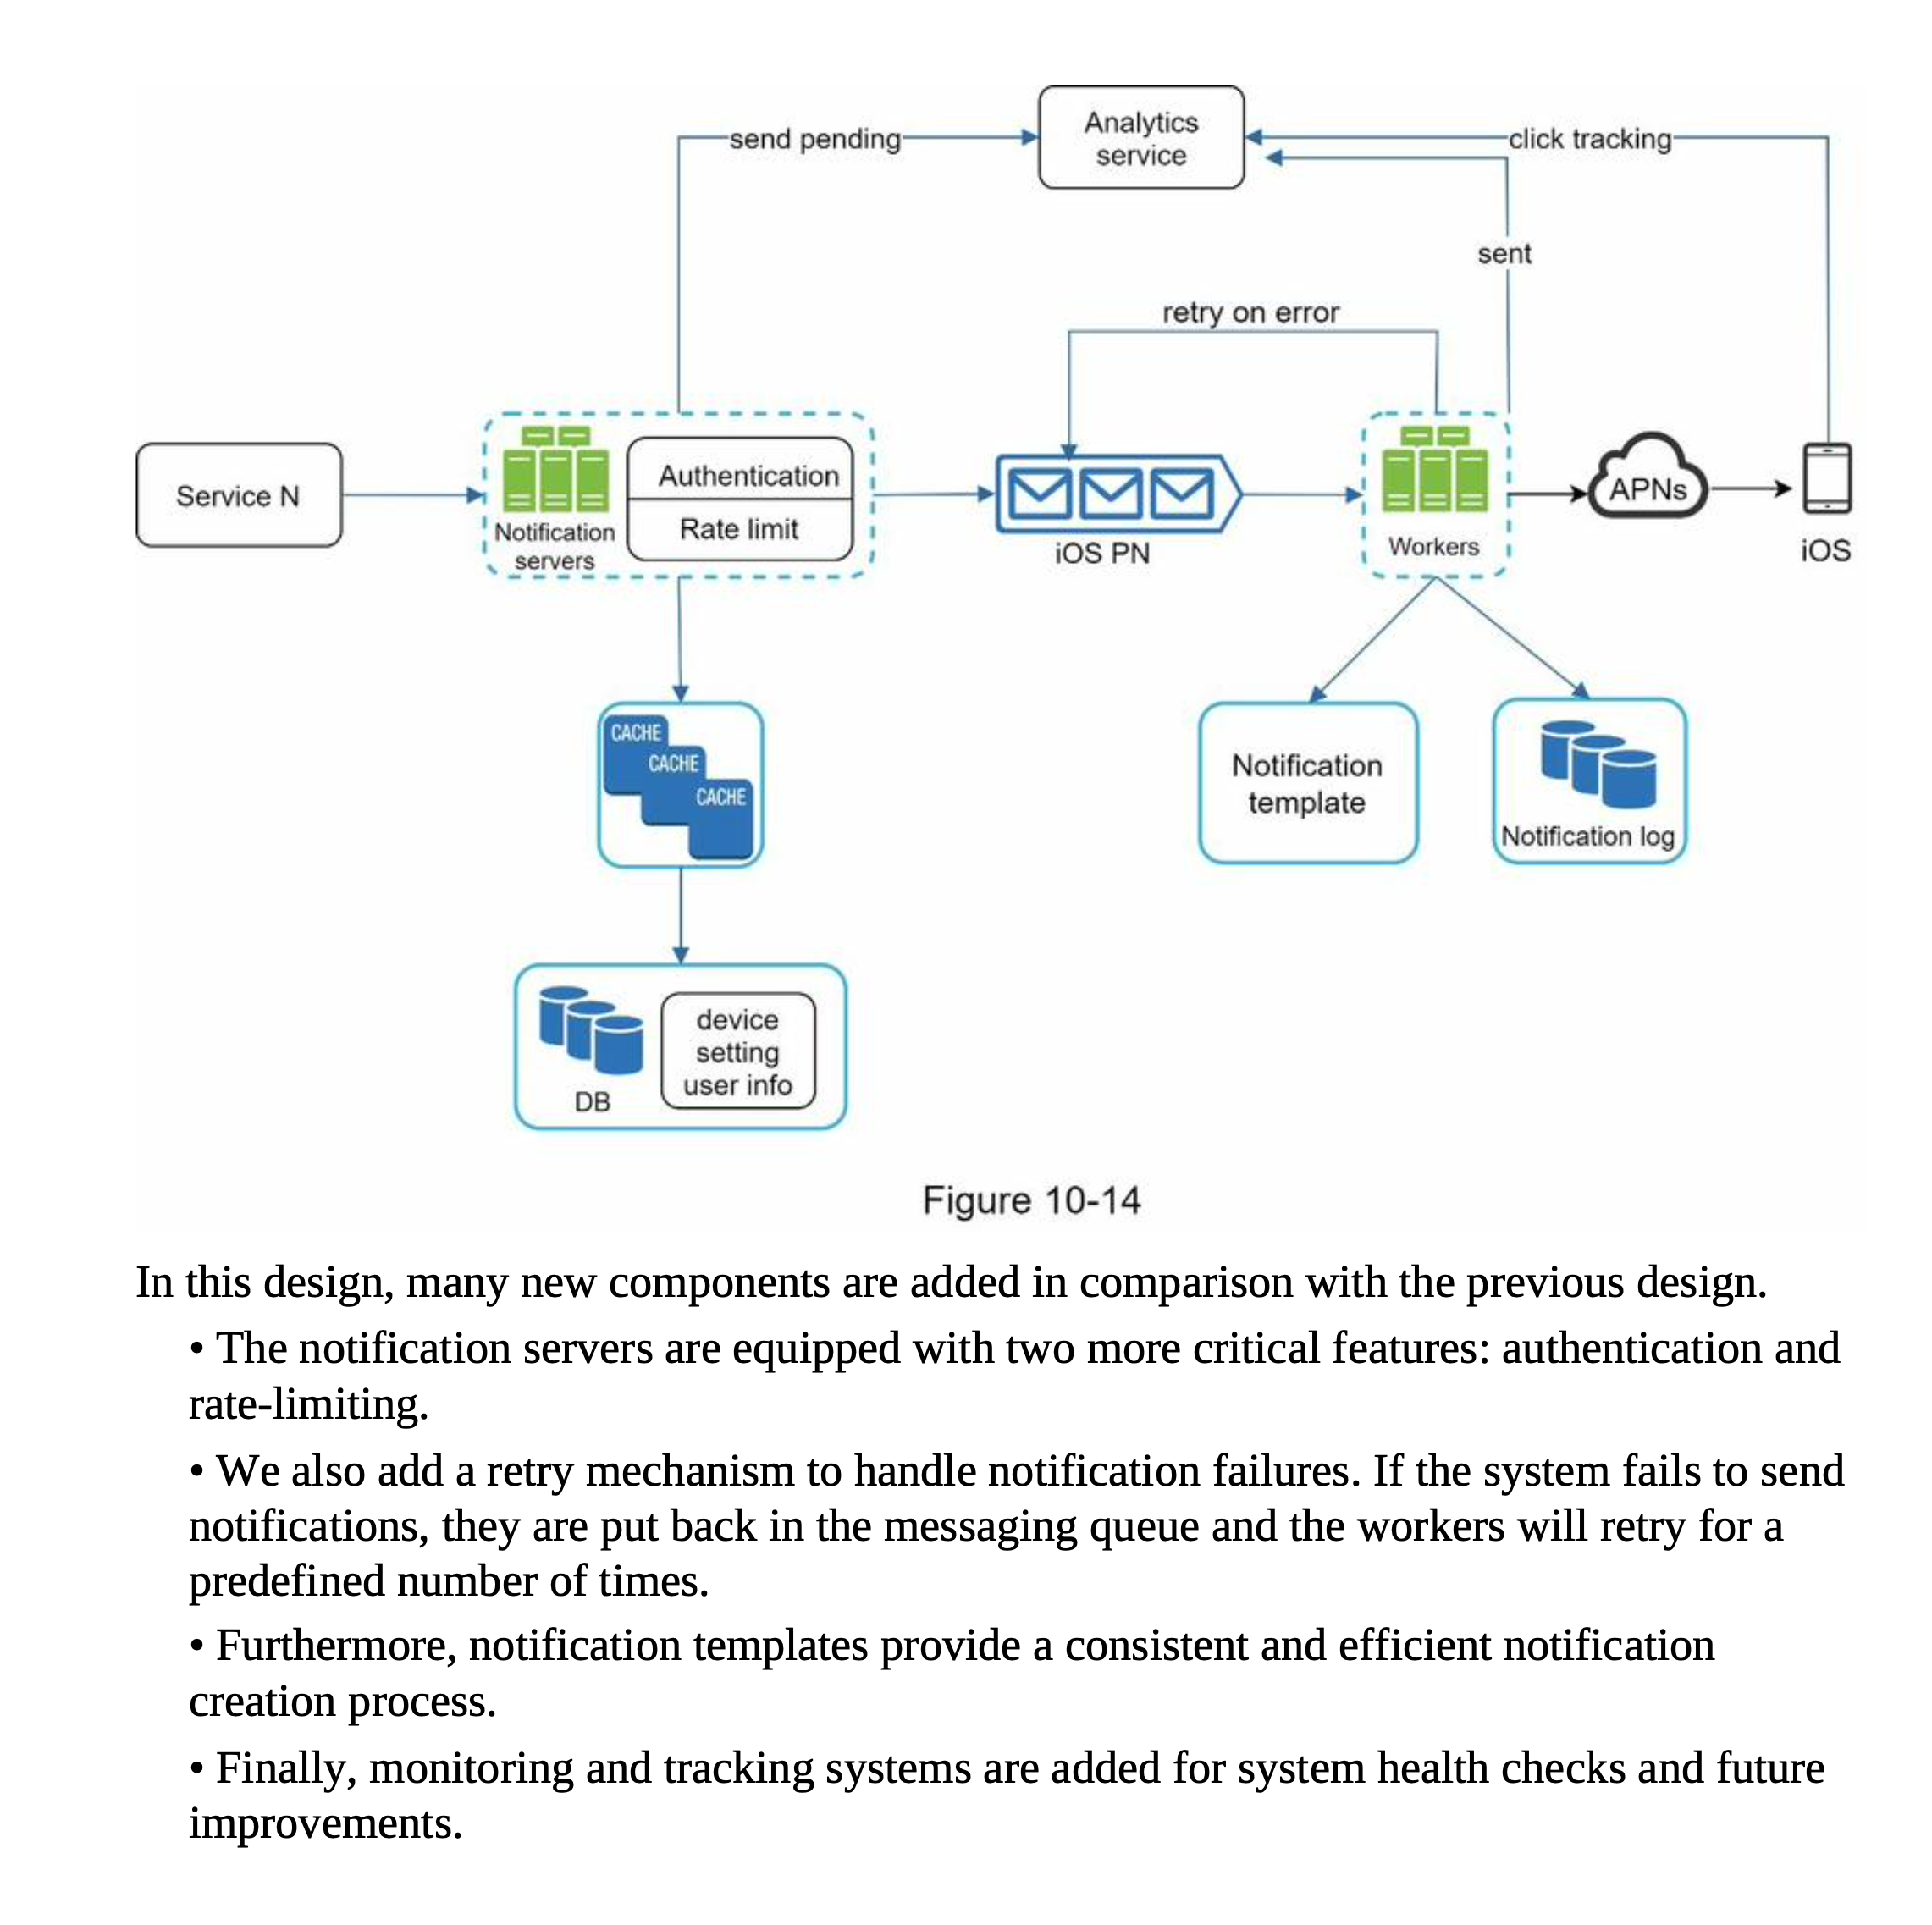 Analytics
service
send pending
click tracking
sent
retry on error
Service N
Notification
servers
Authentication
Rate limit
iOS PN
Workers
APNs
iOS
CACHE
CACHE
CACHE
Notification
template
Notification log
DB
device
setting
user info
Figure 10-14
In this design, many new components are added in comparison with the previous design.
• The notification servers are equipped with two more critical features: authentication and
rate-limiting.
• We also add a retry mechanism to handle notification failures. If the system fails to send
notifications, they are put back in the messaging queue and the workers will retry for a
predefined number of times.
• Furthermore, notification templates provide a consistent and efficient notification
creation process.
• Finally, monitoring and tracking systems are added for system health checks and future
improvements.